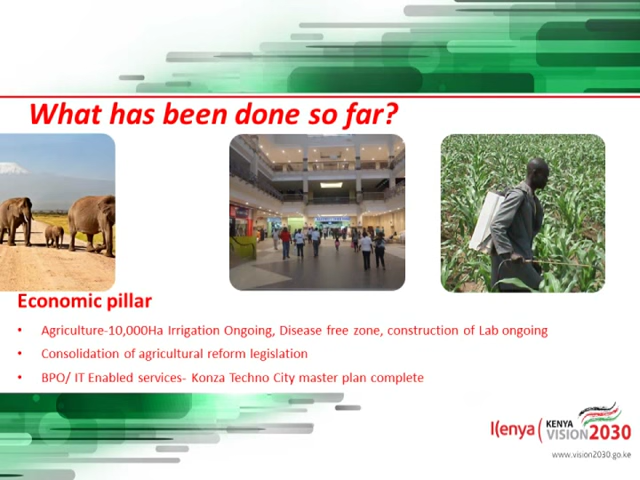 What has been done so far?
Economic pillar
• Agriculture-10,000Ha Irrigation Ongoing, Disease free zone, construction of Lab ongoing
• Consolidation of agricultural reform legislation
• BPO/ IT Enabled services- Konza Techno City master plan complete
Kenya
KENYA
VISION2030
www.vision2030.go.ke